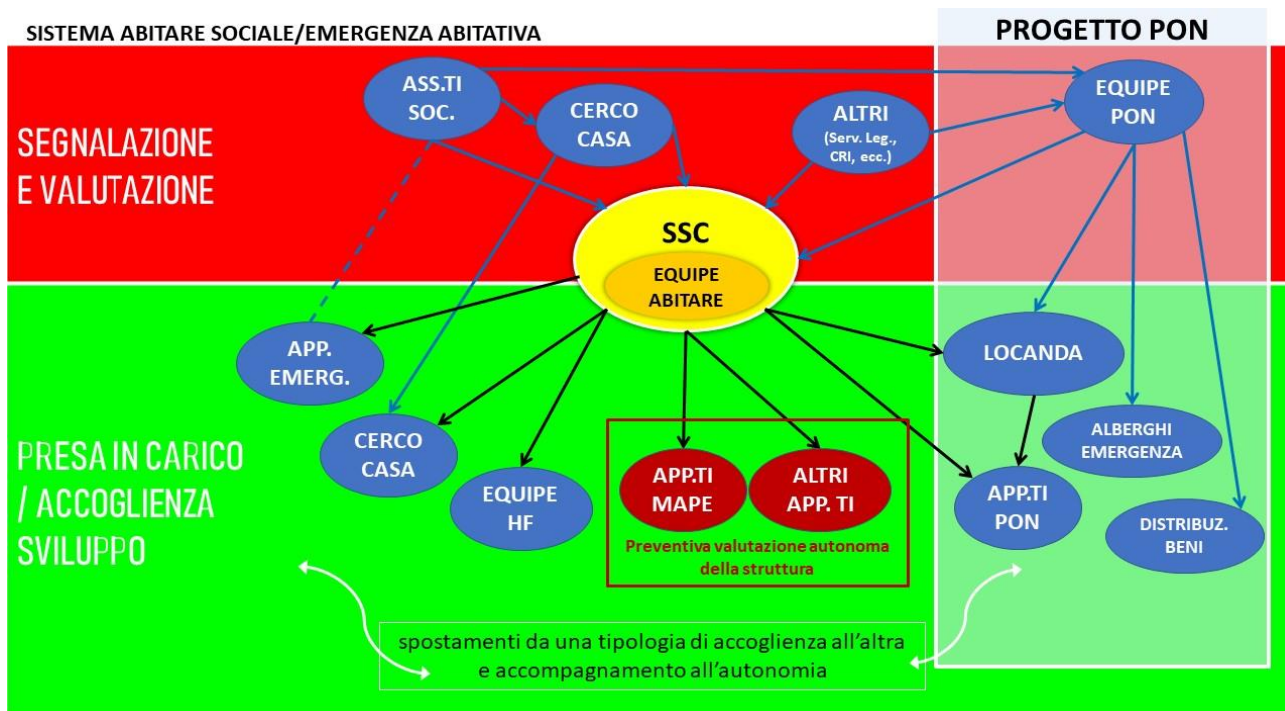 SISTEMA ABITARE SOCIALE/EMERGENZA ABITATIVA
PROGETTO PON
SEGNALAZIONE
E VALUTAZIONE
ASS.TI
SOC.
CERCO
CASA
ALTRI
(Serv. Leg.,
CRI, ecc.)
EQUIPE
PON
SSC
EQUIPE
ABITARE
PRESA IN CARICO
/ ACCOGLIENZA
SVILUPPO
APP.
EMERG.
CERCO
CASA
EQUIPE
HF
APP.TI
MAPE
ALTRI
APP. TI
Preventiva valutazione autonoma
della struttura
LOCANDA
ALBERGHI
EMERGENZA
APP.TI
PON
DISTRIBUZ.
BENI
spostamenti da una tipologia di accoglienza all'altra
e accompagnamento all'autonomia